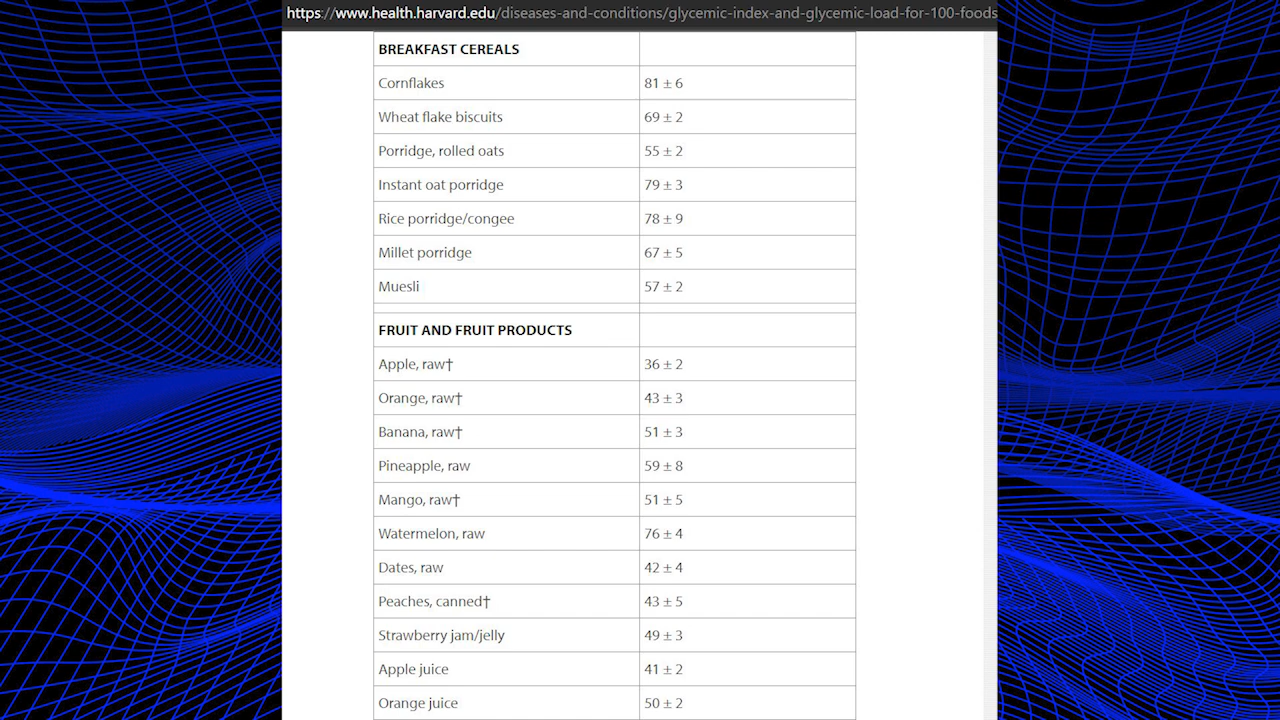 https://www.health.harvard.edu/diseases-and-conditions/glycemic-index-and-glycemic-load-for-100-foods
BREAKFAST CEREALS
Cornflakes 81 ± 6
Wheat flake biscuits 69 ± 2
Porridge, rolled oats 55 ± 2
Instant oat porridge 79 ± 3
Rice porridge/congee 78 ± 9
Millet porridge 67 ± 5
Muesli 57 ± 2
FRUIT AND FRUIT PRODUCTS
Apple, raw† 36 ± 2
Orange, raw† 43 ± 3
Banana, raw† 51 ± 3
Pineapple, raw 59 ± 8
Mango, raw† 51 ± 5
Watermelon, raw 76 ± 4
Dates, raw 42 ± 4
Peaches, canned† 43 ± 5
Strawberry jam/jelly 49 ± 3
Apple juice 41 ± 2
Orange juice 50 ± 2